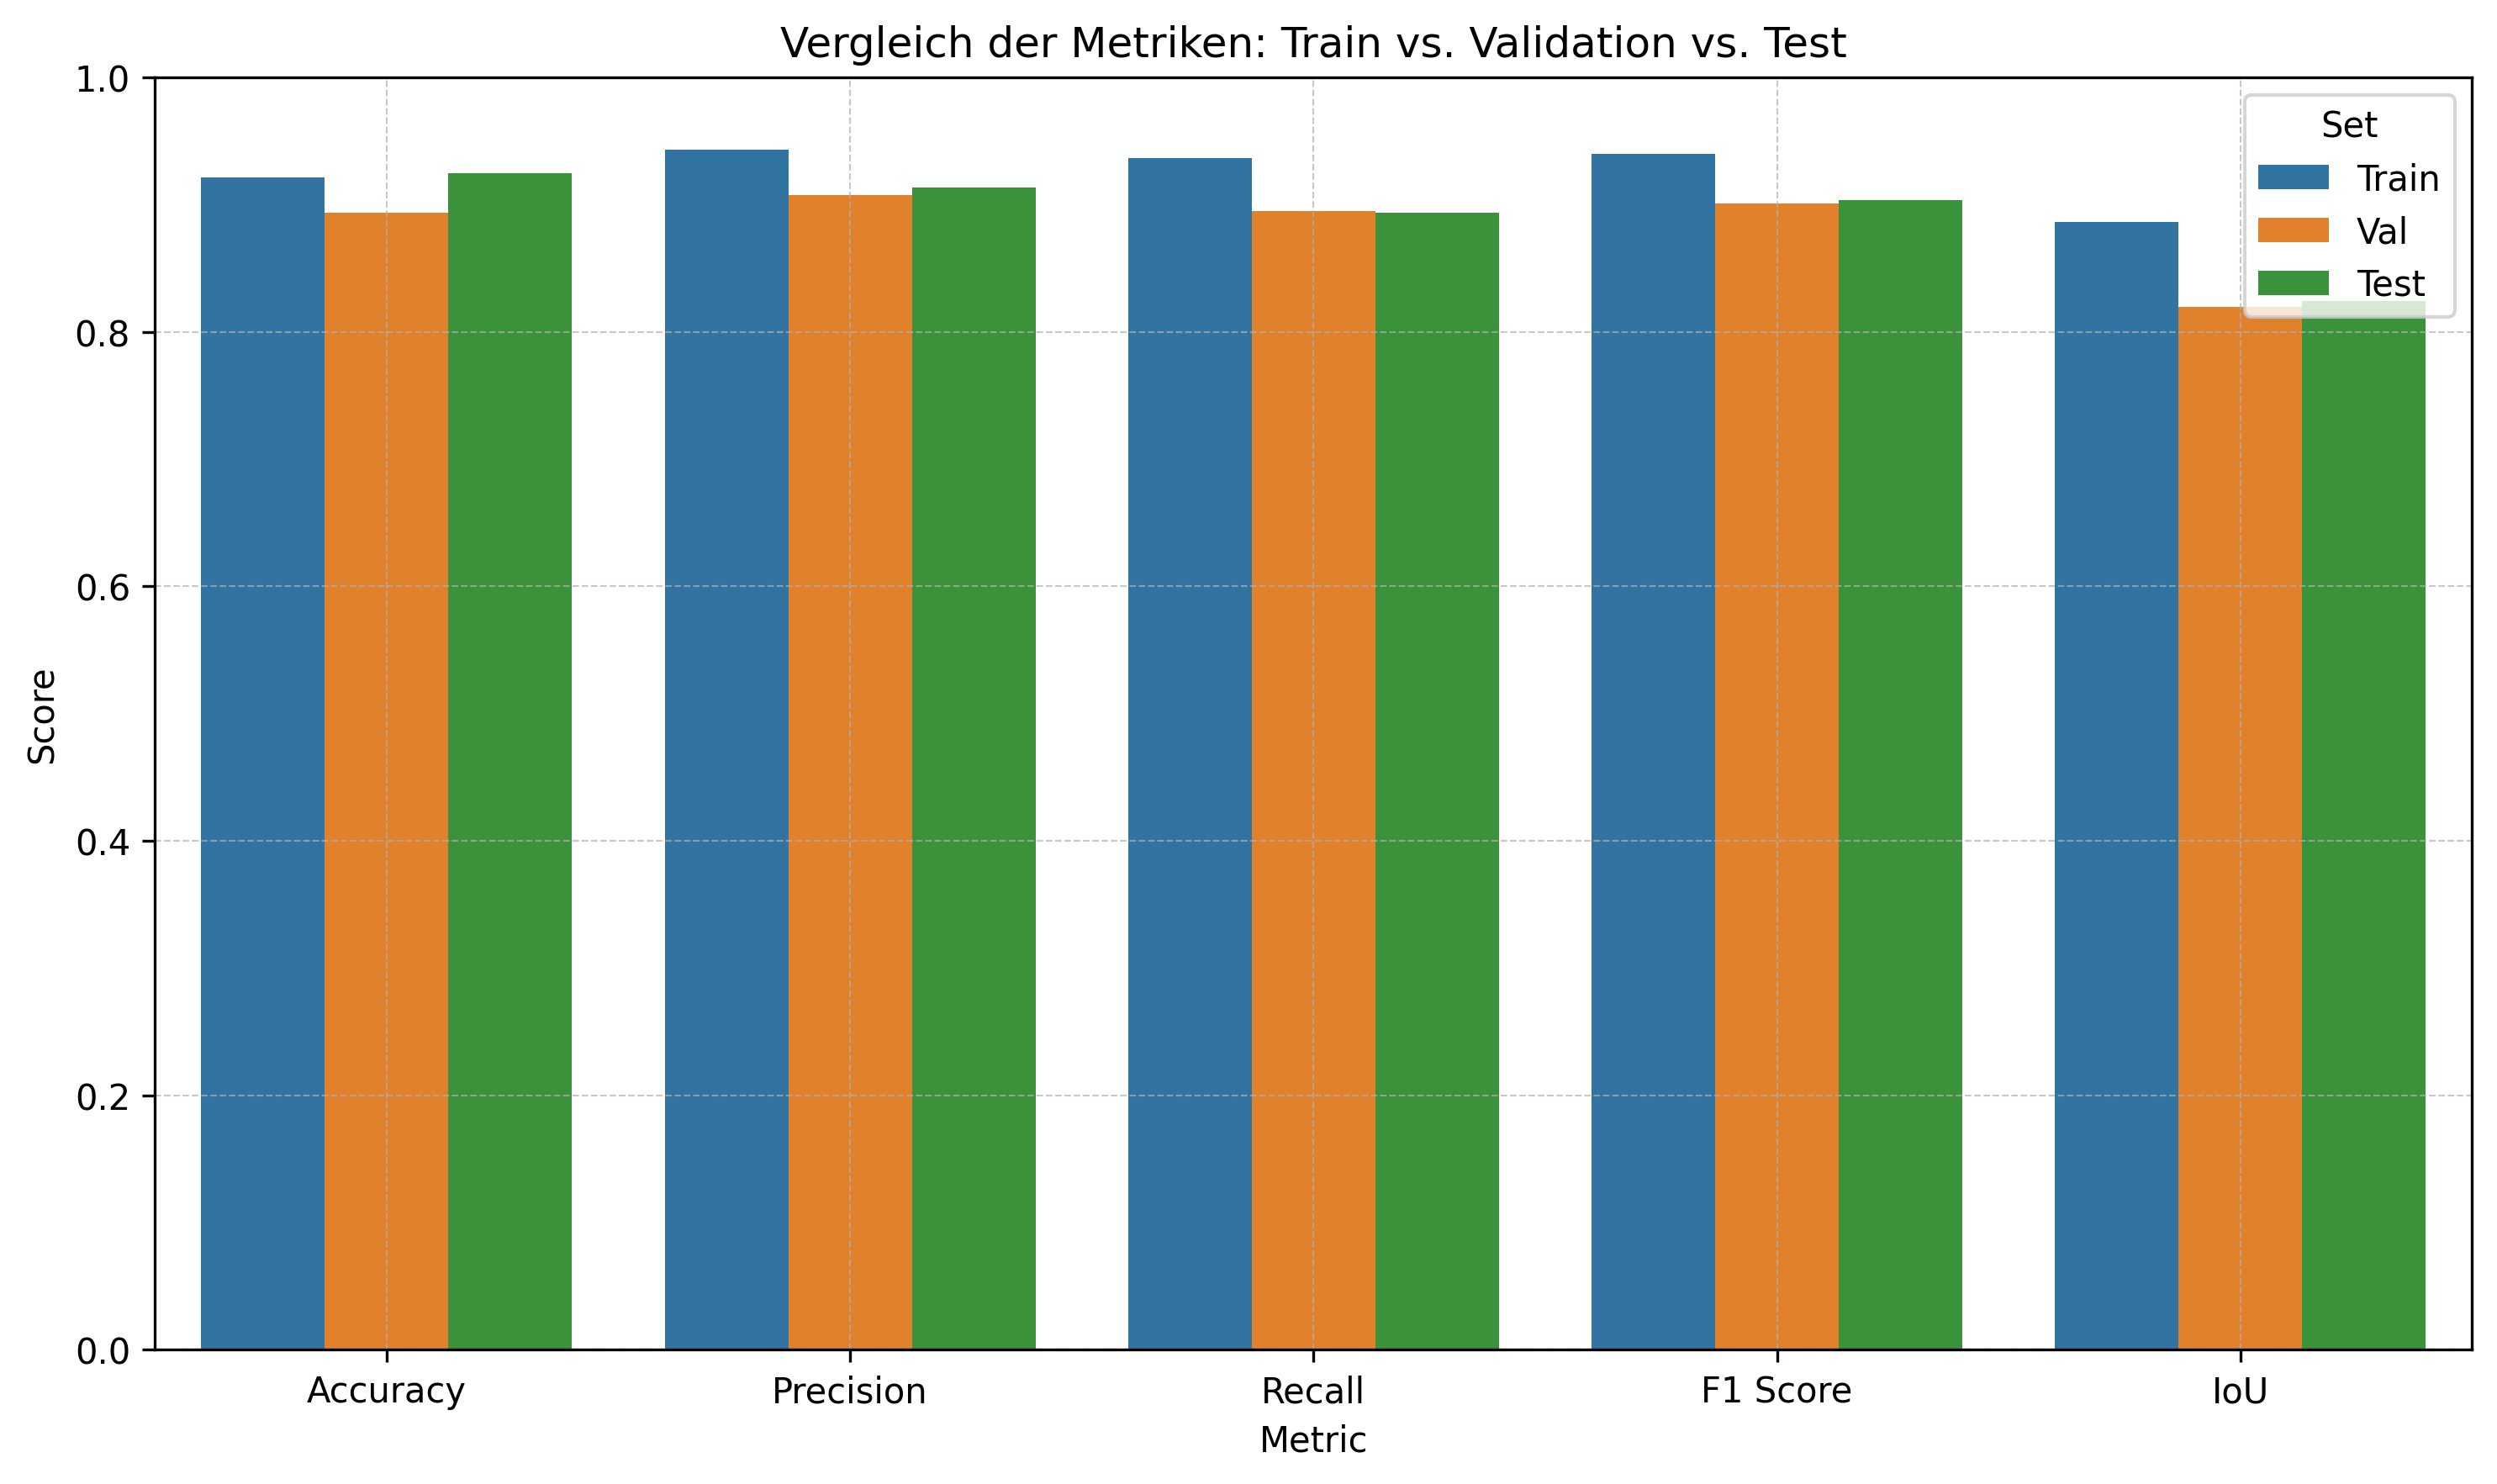 Vergleich der Metriken: Train vs. Validation vs. Test
1.0
0.8
0.6
0.4
0.2
0.0
Score
Set
Train
Val
Test
Accuracy
Precision
Recall
F1 Score
IoU
Metric